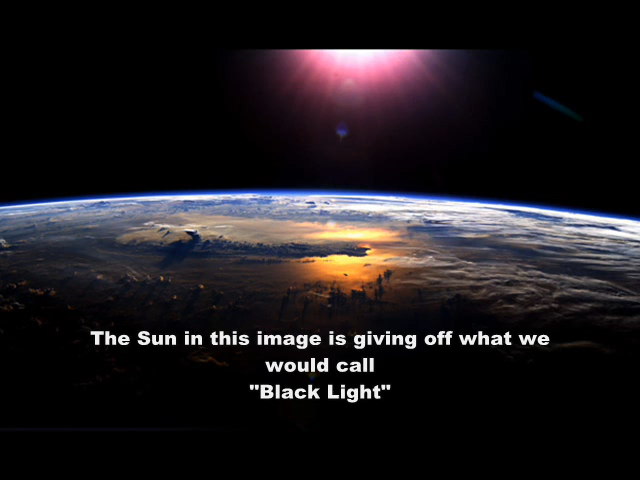 The Sun in this image is giving off what we
would call
"Black Light"